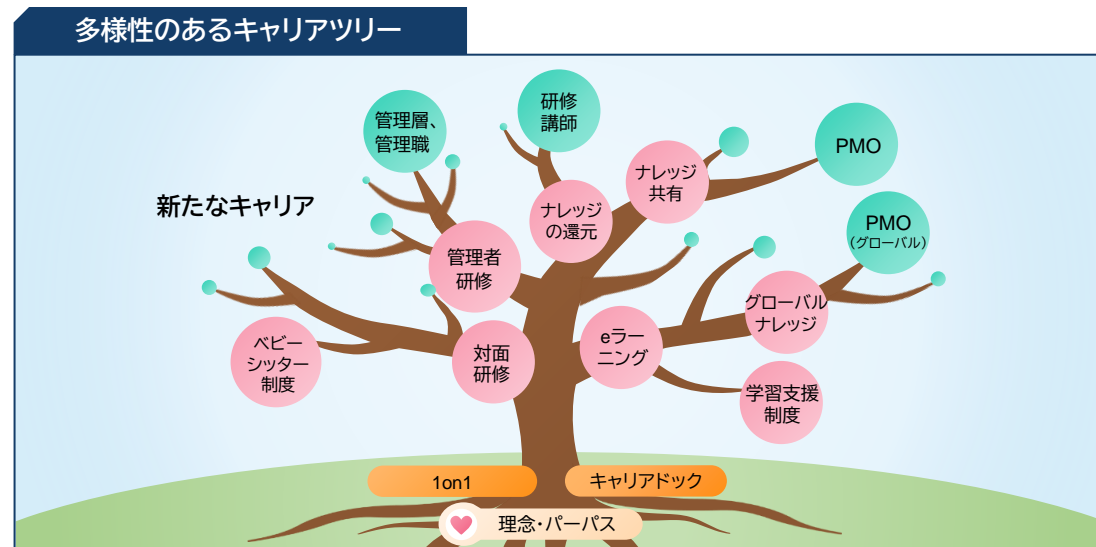 多様性のあるキャリアツリー
管理層、
管理職
研修
講師
PMO
ナレッジ
共有
新たなキャリア
ナレッジ
の還元
PMO
(グローバル)
管理者
研修
グローバル
ナレッジ
ベビー
シッター
制度
対面
研修
eラー
ニング
学習支援
制度
1on1
キャリアドック
理念・パーパス